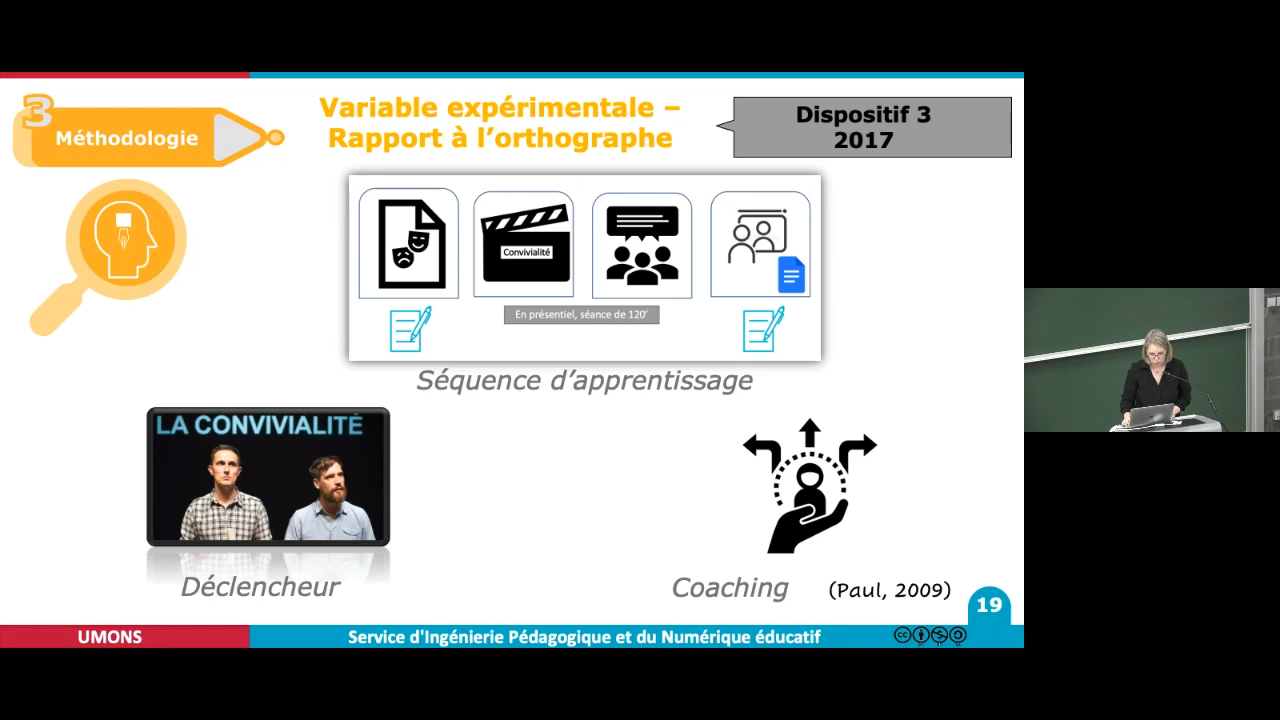 3
Méthodologie
Variable expérimentale –
Rapport à l’orthographe
Dispositif 3
2017
Convivialité
En présentiel, séance de 120’
Séquence d’apprentissage
LA CONVIVIALITÉ
Déclencheur
Coaching
(Paul, 2009)
19
UMONS
Service d'Ingénierie Pédagogique et du Numérique éducatif
cc